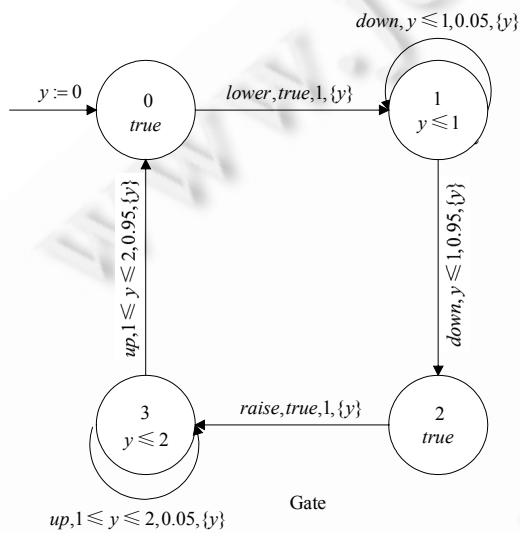 down, y ≤ 1, 0.05, {y}
y := 0
0
true
lower, true, 1, {y}
1
y ≤ 1
up, 1 ≤ y ≤ 2, 0.95, {y}
down, y ≤ 1, 0.95, {y}
3
y ≤ 2
raise, true, 1, {y}
2
true
up, 1 ≤ y ≤ 2, 0.05, {y}
Gate